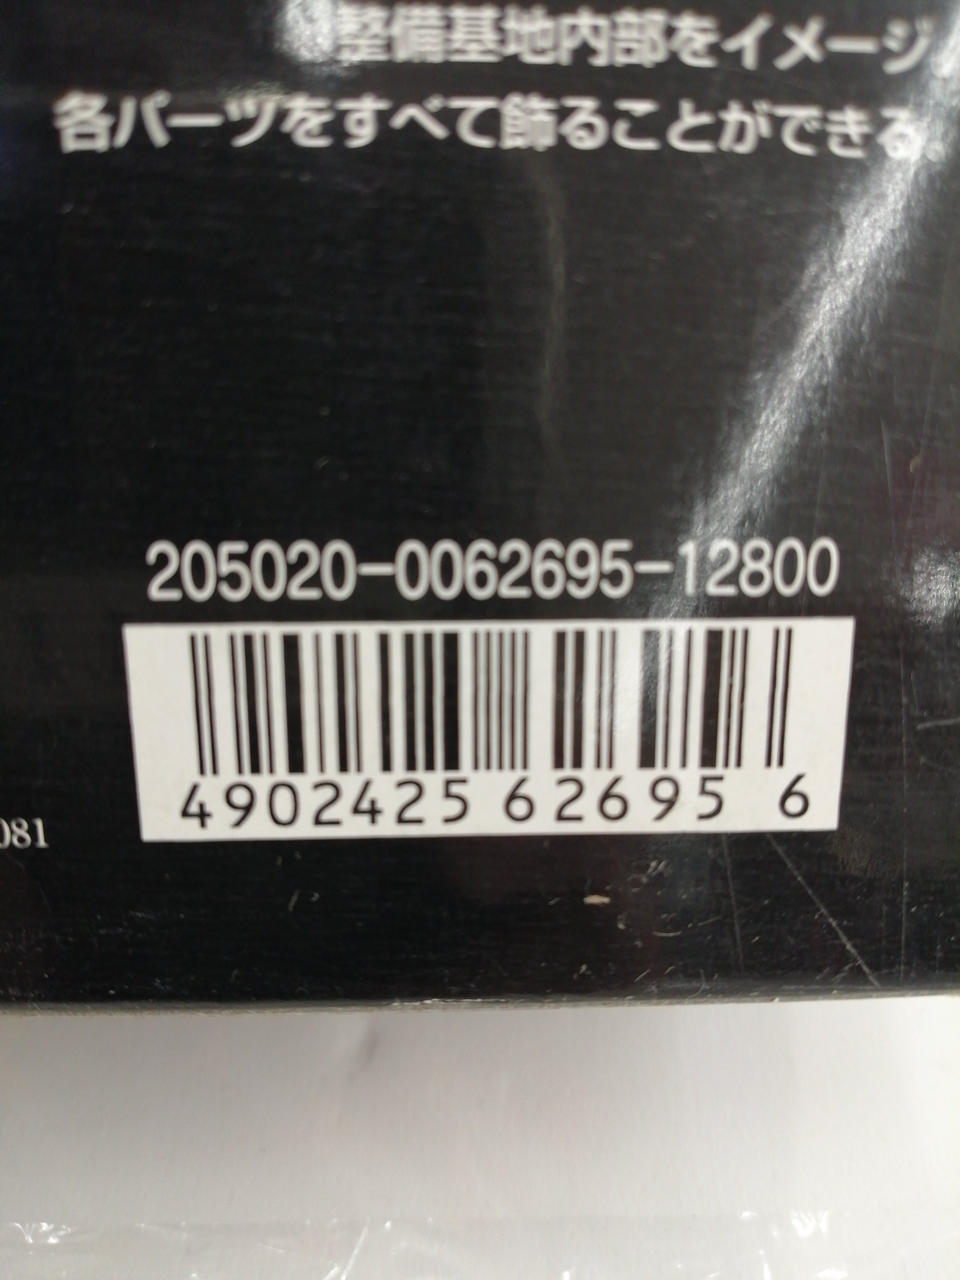 整備基地内部をイメージ。
各パーツをすべて飾ることができる。
205020-0062695-12800
4902425 62695 6
081